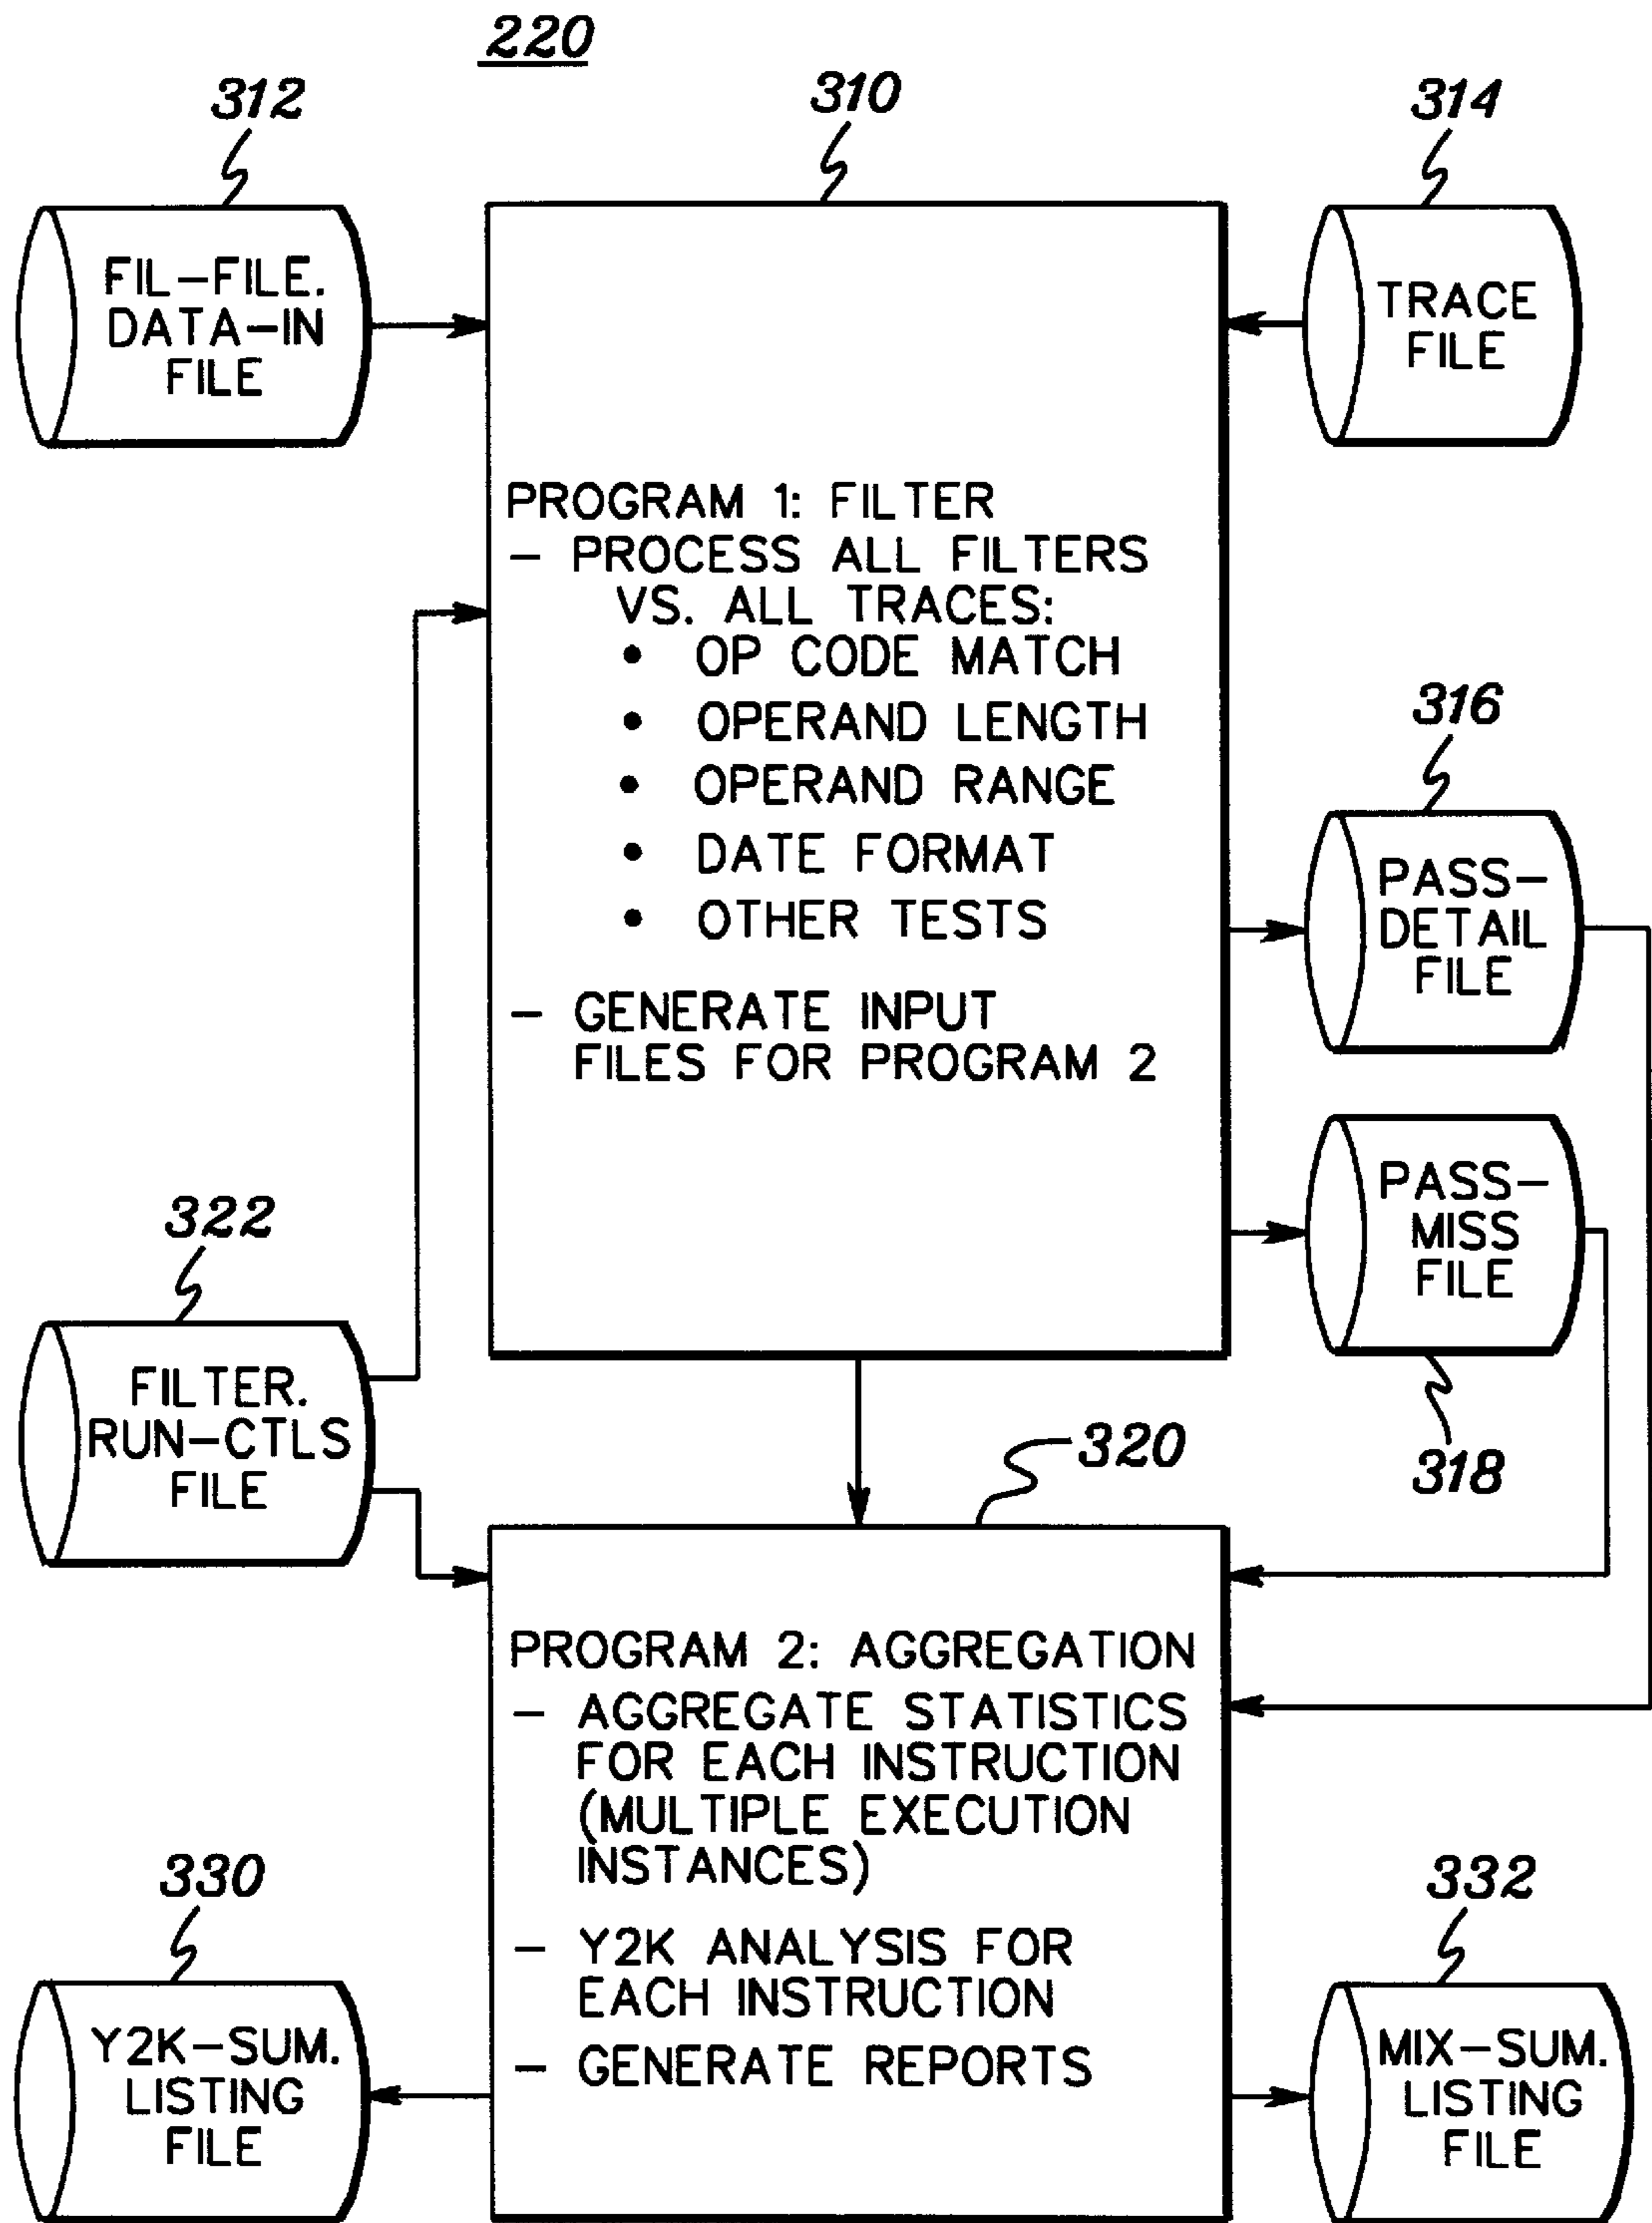 220
312
310
314
FIL-FILE.
DATA-IN
FILE
TRACE
FILE
PROGRAM 1: FILTER
- PROCESS ALL FILTERS
VS. ALL TRACES:
• OP CODE MATCH
• OPERAND LENGTH
• OPERAND RANGE
• DATE FORMAT
• OTHER TESTS
- GENERATE INPUT
FILES FOR PROGRAM 2
316
PASS-
DETAIL
FILE
PASS-
MISS
FILE
318
322
FILTER.
RUN-CTLS
FILE
320
PROGRAM 2: AGGREGATION
- AGGREGATE STATISTICS
FOR EACH INSTRUCTION
(MULTIPLE EXECUTION
INSTANCES)
- Y2K ANALYSIS FOR
EACH INSTRUCTION
- GENERATE REPORTS
330
Y2K-SUM.
LISTING
FILE
332
MIX-SUM.
LISTING
FILE